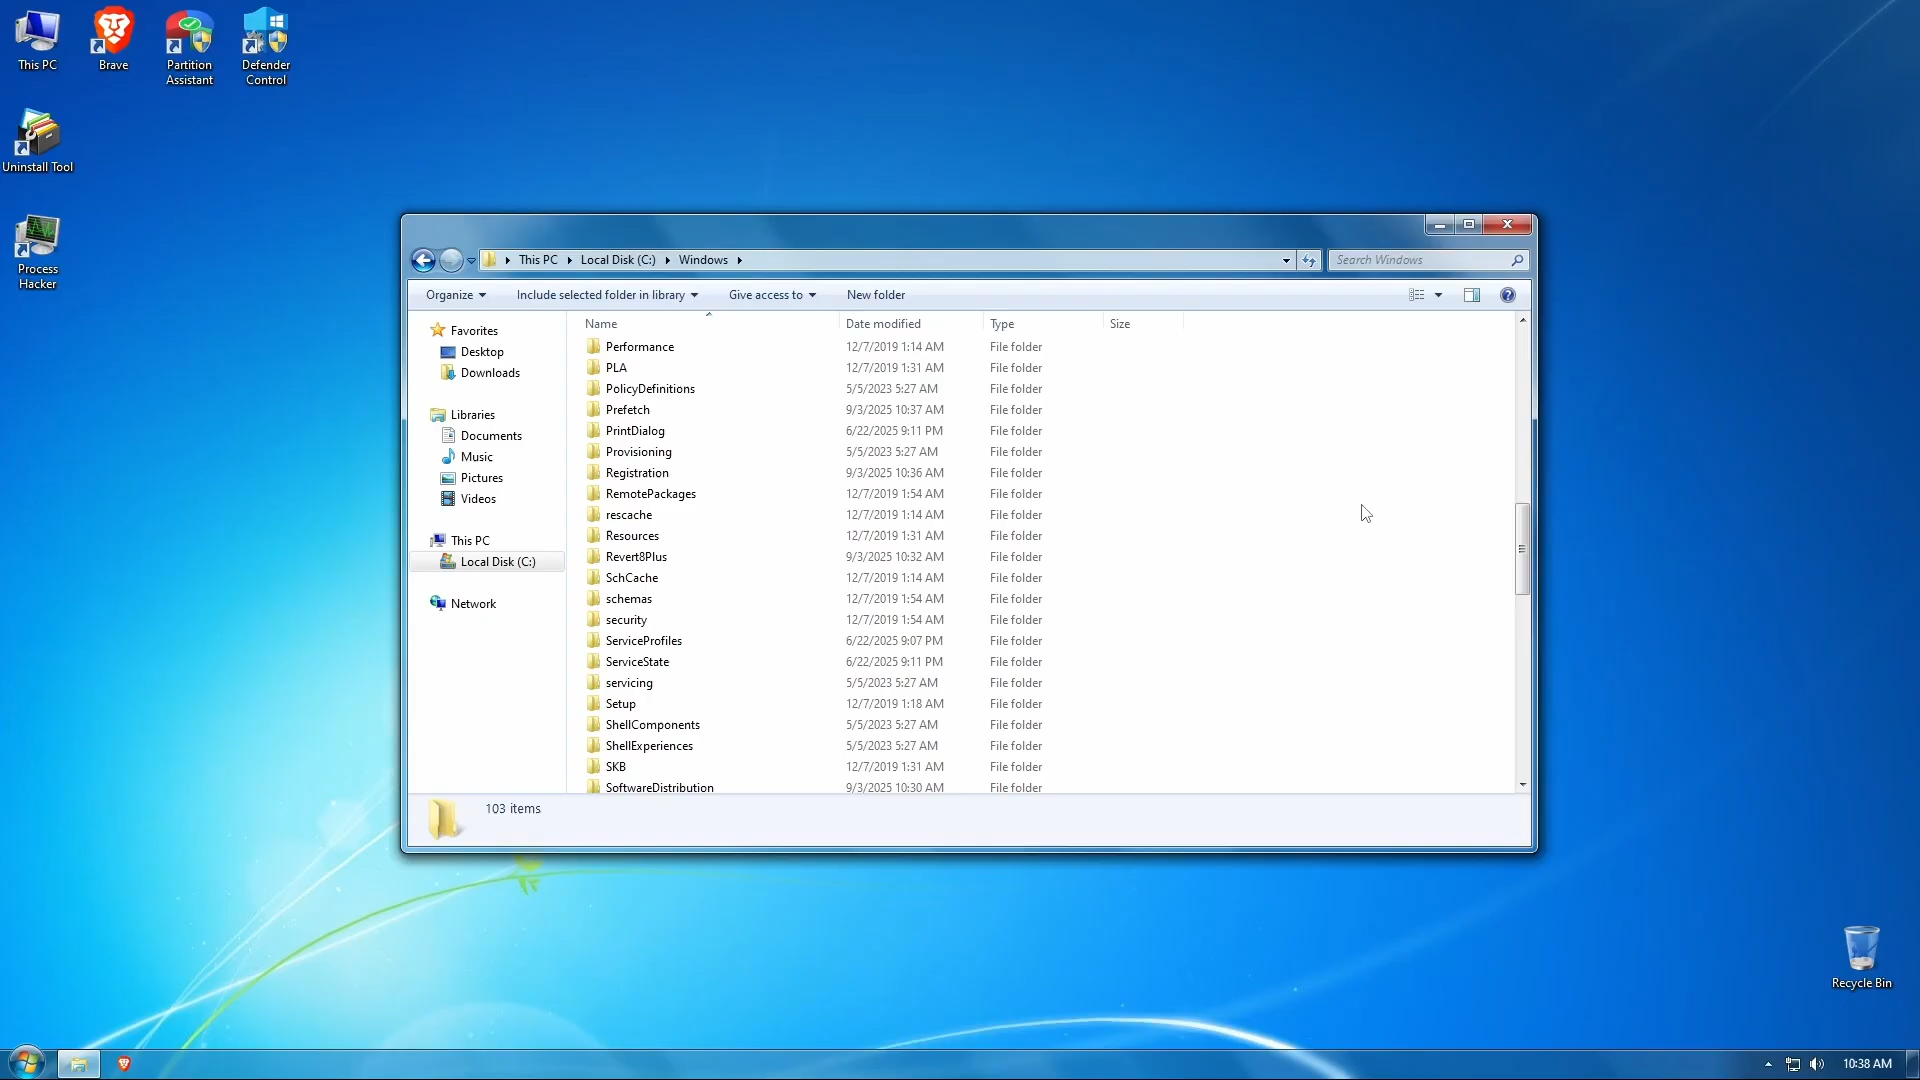 This PC
Brave
Partition
Assistant
Defender
Control
Uninstall Tool
Process
Hacker
This PC
Local Disk (C:)
Windows
Search Windows
Organize
Include selected folder in library
Give access to
New folder
Favorites
Desktop
Downloads
Libraries
Documents
Music
Pictures
Videos
This PC
Local Disk (C:)
Network
Name Date modified Type Size
Performance 12/7/2019 1:14 AM File folder
PLA 12/7/2019 1:31 AM File folder
PolicyDefinitions 5/5/2023 5:27 AM File folder
Prefetch 9/3/2025 10:37 AM File folder
PrintDialog 6/22/2025 9:11 PM File folder
Provisioning 5/5/2023 5:27 AM File folder
Registration 9/3/2025 10:36 AM File folder
RemotePackages 12/7/2019 1:54 AM File folder
rescache 12/7/2019 1:14 AM File folder
Resources 12/7/2019 1:31 AM File folder
Revert8Plus 9/3/2025 10:32 AM File folder
SchCache 12/7/2019 1:14 AM File folder
schemas 12/7/2019 1:54 AM File folder
security 12/7/2019 1:54 AM File folder
ServiceProfiles 6/22/2025 9:07 PM File folder
ServiceState 6/22/2025 9:11 PM File folder
servicing 5/5/2023 5:27 AM File folder
Setup 12/7/2019 1:18 AM File folder
ShellComponents 5/5/2023 5:27 AM File folder
ShellExperiences 5/5/2023 5:27 AM File folder
SKB 12/7/2019 1:31 AM File folder
SoftwareDistribution 9/3/2025 10:30 AM File folder
103 items
Recycle Bin
10:38 AM